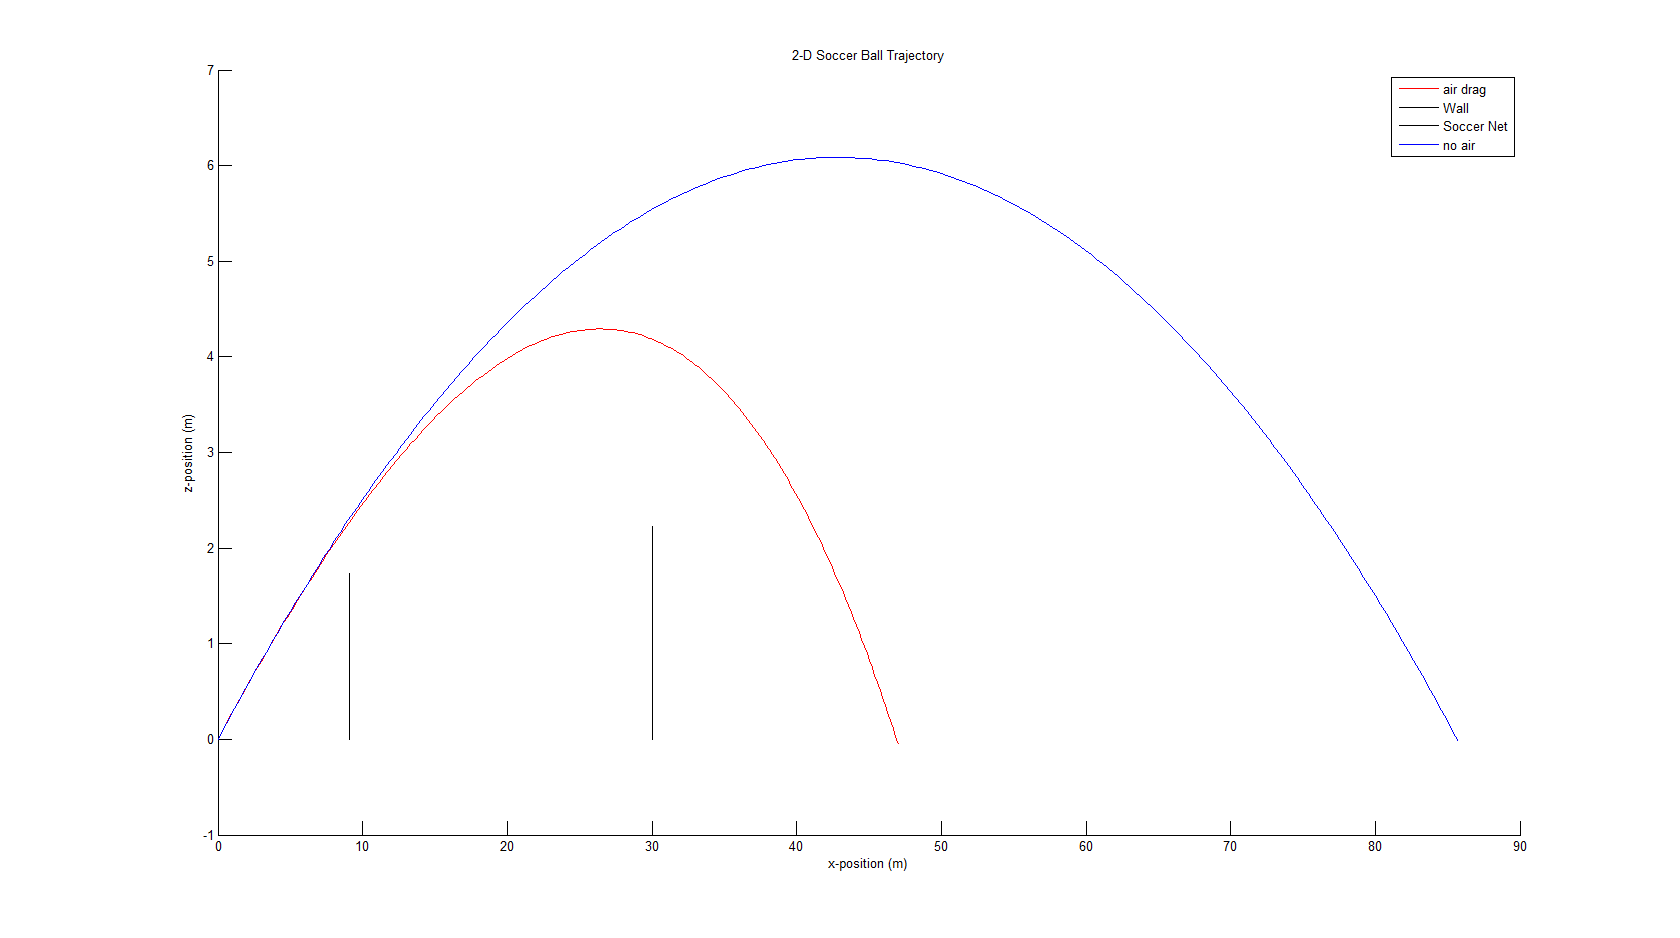 2-D Soccer Ball Trajectory
air drag
Wall
Soccer Net
no air
7
6
5
4
3
2
1
0
-1
z-position (m)
0 10 20 30 40 50 60 70 80 90
x-position (m)